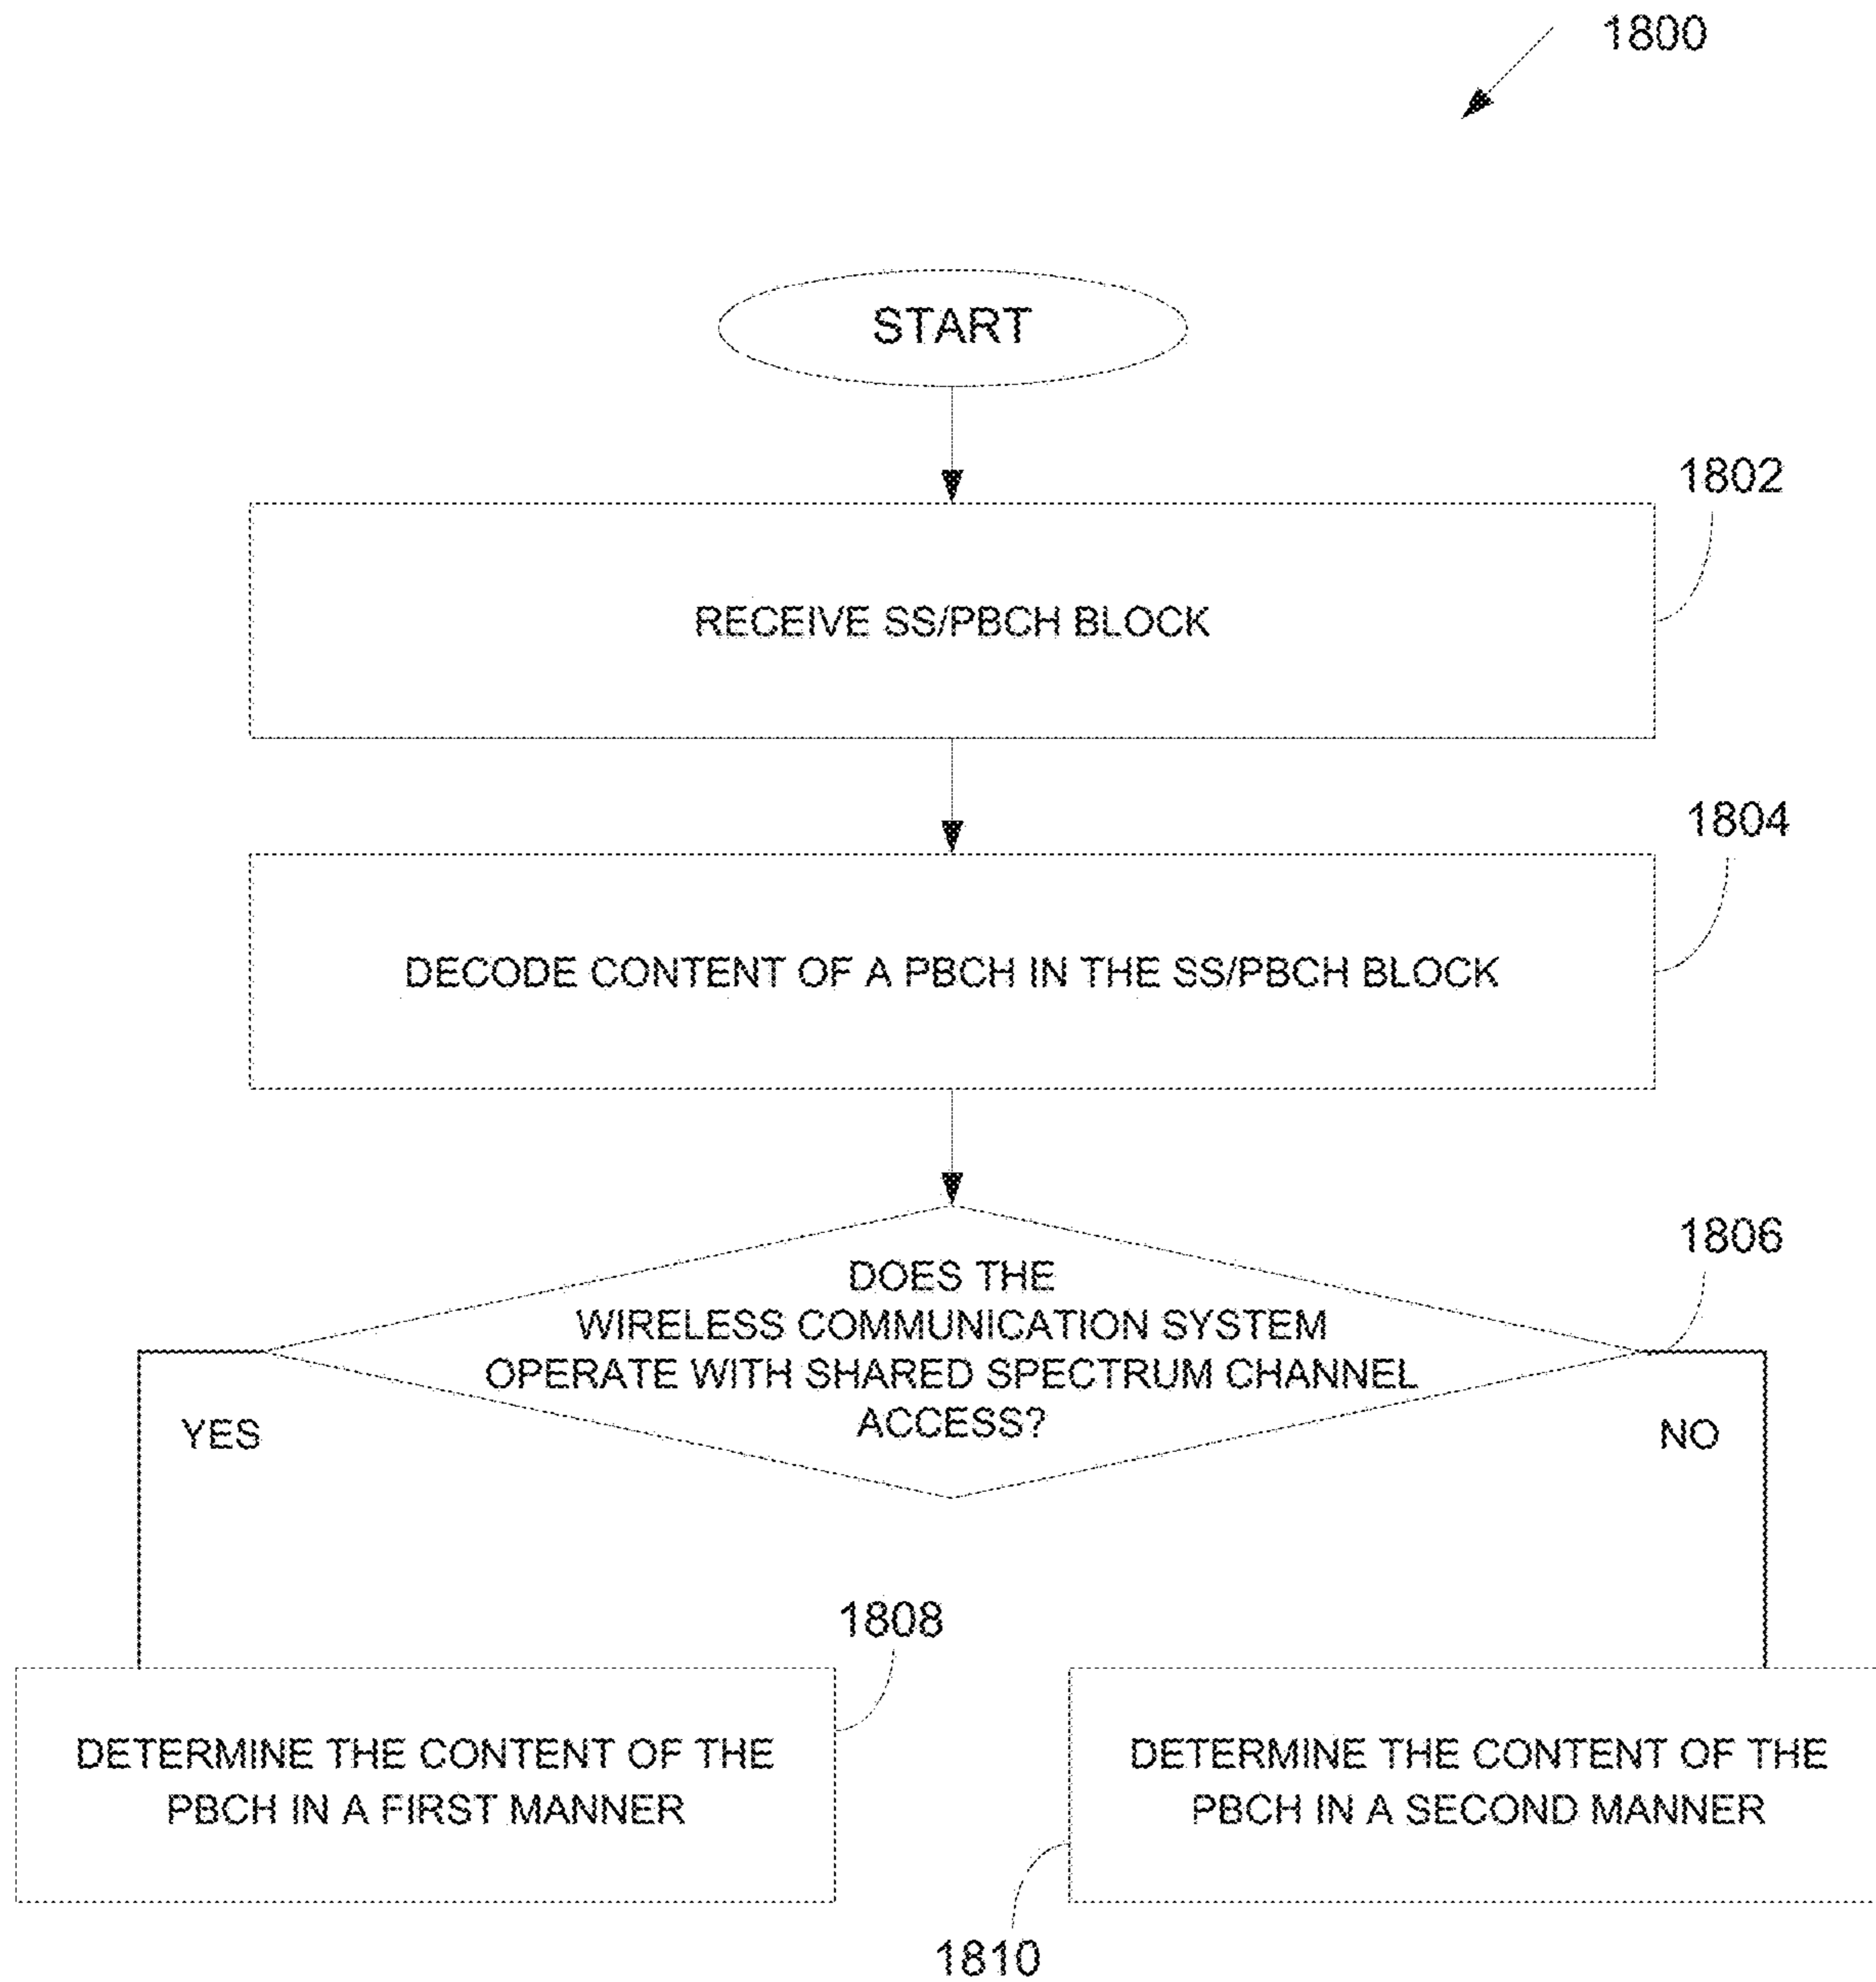 1800
START
1802
RECEIVE SS/PBCH BLOCK
1804
DECODE CONTENT OF A PBCH IN THE SS/PBCH BLOCK
1806
DOES THE
WIRELESS COMMUNICATION SYSTEM
OPERATE WITH SHARED SPECTRUM CHANNEL
ACCESS?
YES
NO
1808
DETERMINE THE CONTENT OF THE
PBCH IN A FIRST MANNER
DETERMINE THE CONTENT OF THE
PBCH IN A SECOND MANNER
1810